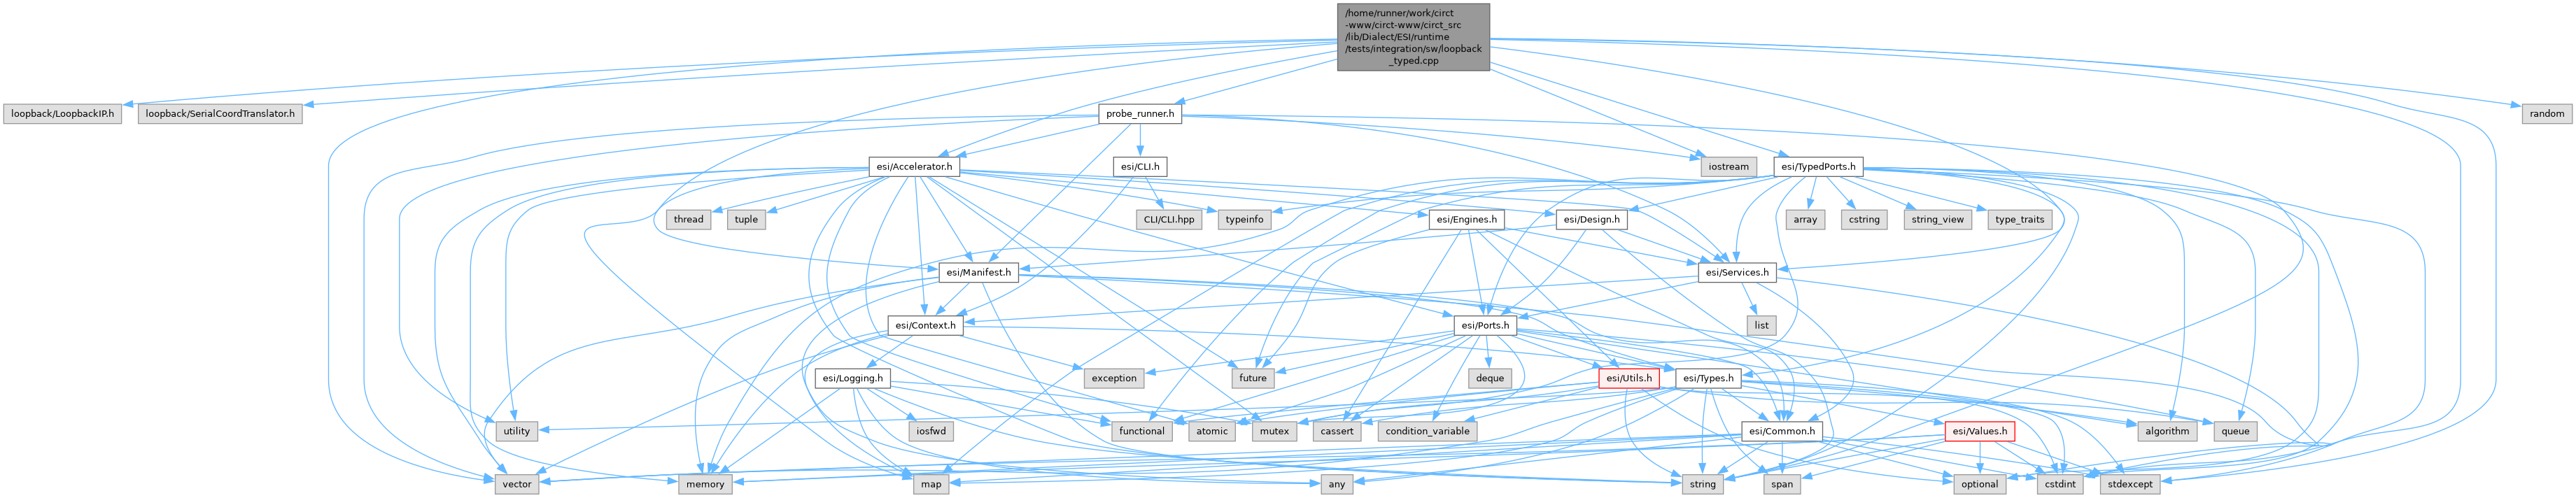 /home/runner/work/circt
-www/circt-www/circt_src
/lib/Dialect/ESI/runtime
/tests/integration/sw/loopback
_typed.cpp
loopback/LoopbackIP.h
loopback/SerialCoordTranslator.h
probe_runner.h
random
esi/Accelerator.h
esi/CLI.h
iostream
esi/TypedPorts.h
thread
tuple
CLI/CLI.hpp
typeinfo
esi/Engines.h
esi/Design.h
array
cstring
string_view
type_traits
esi/Manifest.h
esi/Services.h
esi/Context.h
esi/Ports.h
list
esi/Logging.h
exception
future
deque
esi/Utils.h
esi/Types.h
utility
iosfwd
functional
atomic
mutex
cassert
condition_variable
esi/Common.h
esi/Values.h
algorithm
queue
vector
memory
map
any
string
span
optional
cstdint
stdexcept